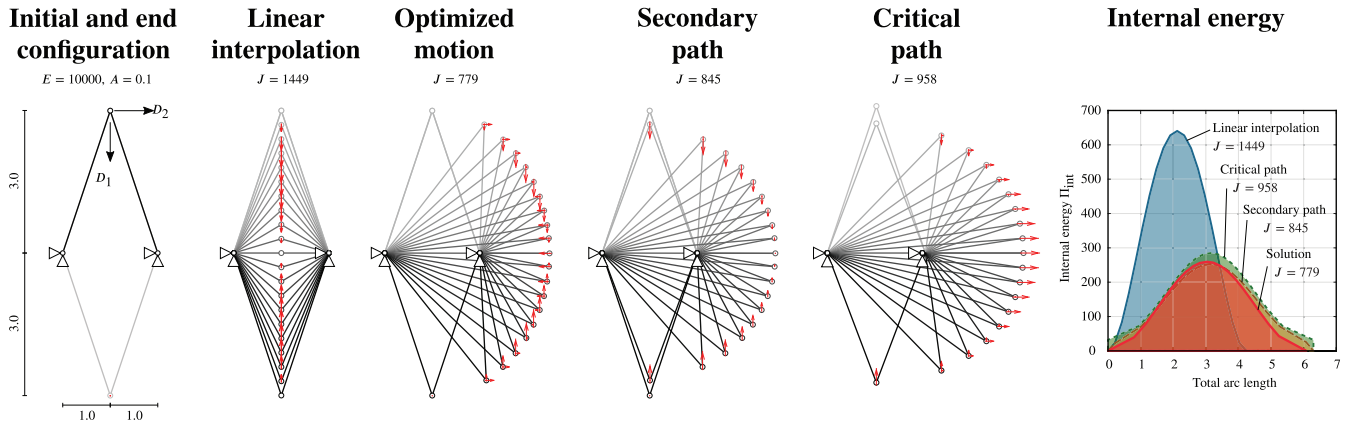 Initial and end
configuration
E = 10000, A = 0.1
D2
D1
3.0
3.0
1.0
1.0
Linear
interpolation
J = 1449
Optimized
motion
J = 779
Secondary
path
J = 845
Critical
path
J = 958
Internal energy
Internal energy Πint
700
600
500
400
300
200
100
0
0
1
2
3
4
5
6
7
Total arc length
Linear interpolation
J = 1449
Critical path
J = 958
Secondary path
J = 845
Solution
J = 779